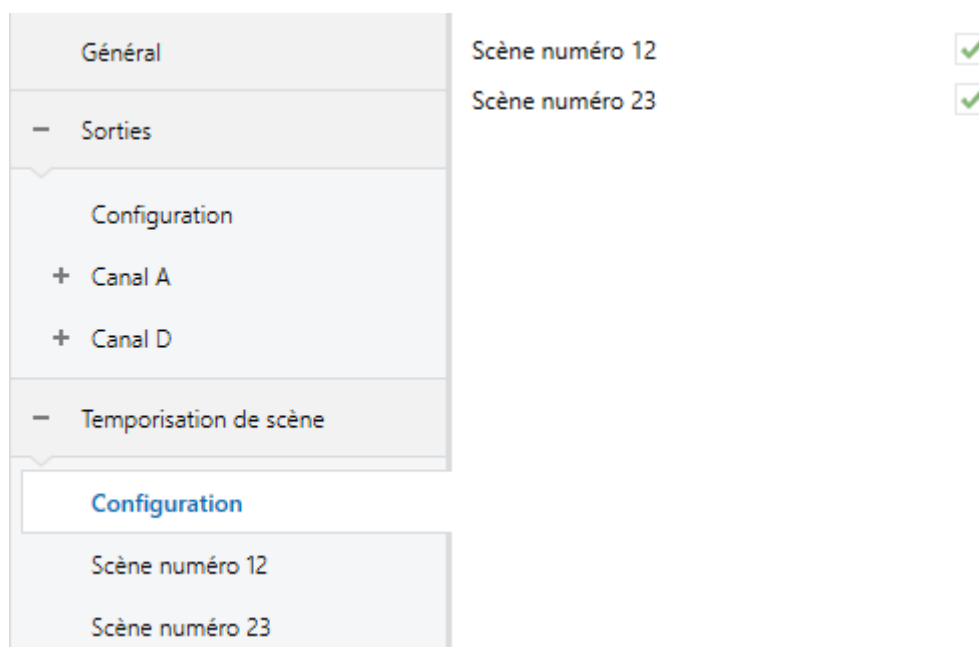 Général
Sorties
Configuration
Canal A
Canal D
Temporisation de scène
Configuration
Scène numéro 12
Scène numéro 23
Scène numéro 12
Scène numéro 23